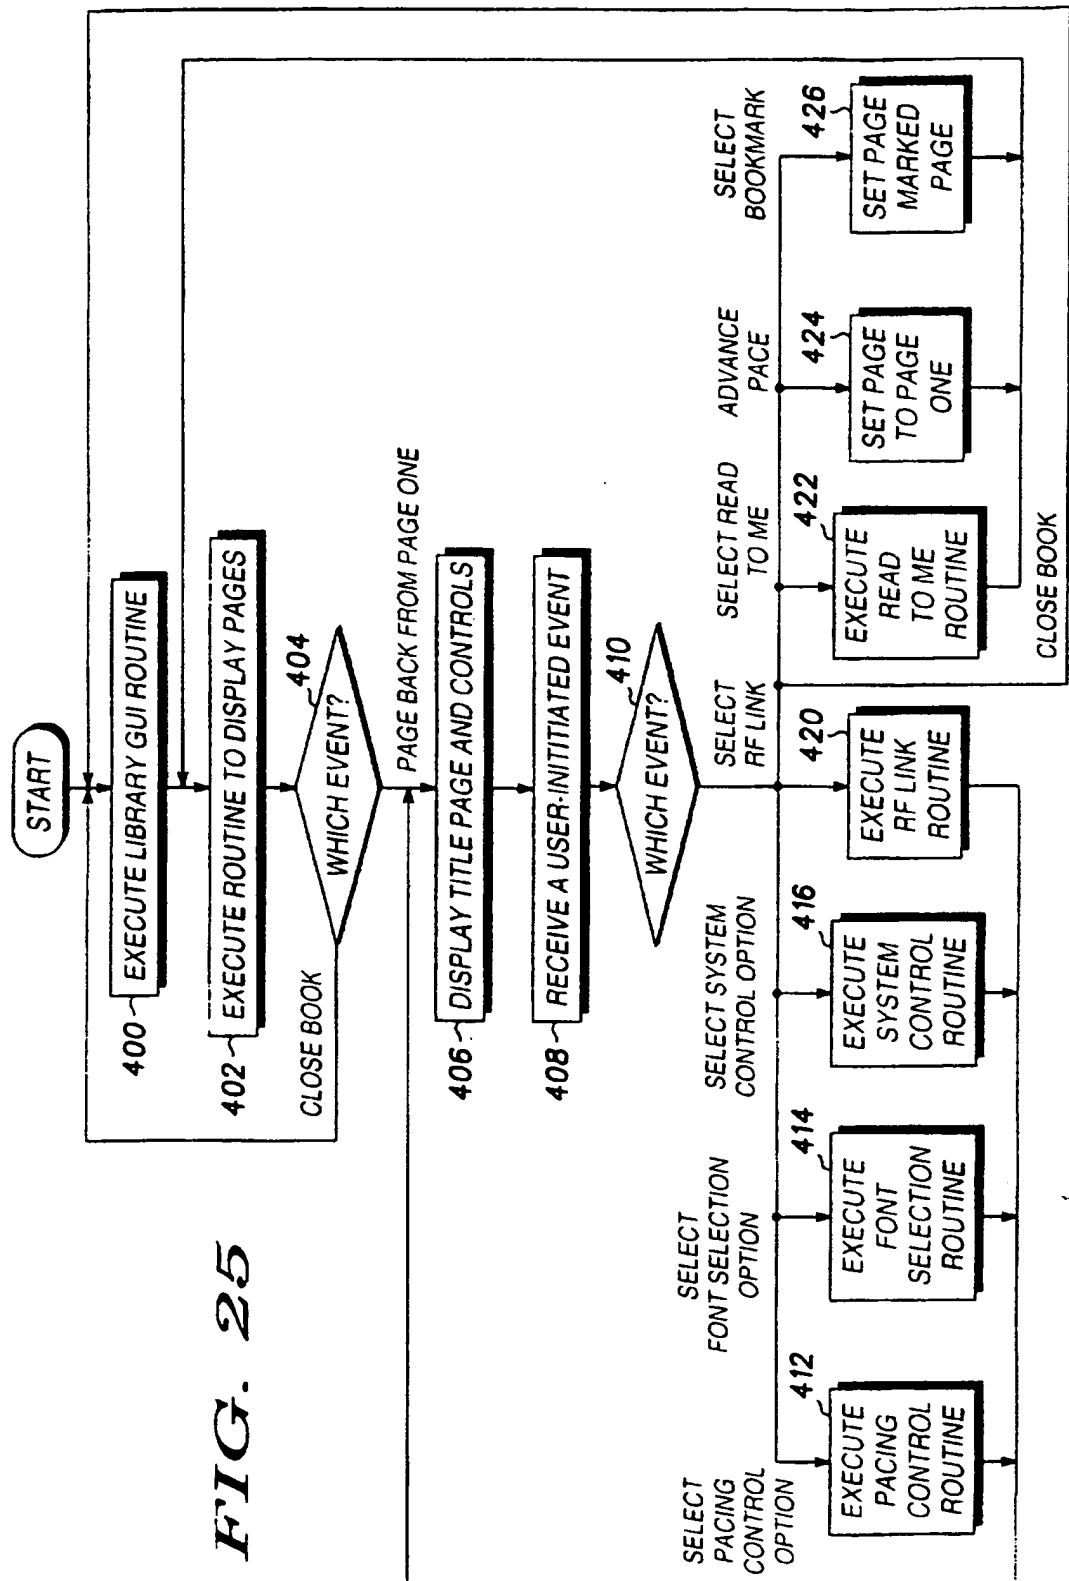 FIG. 25
START
400
EXECUTE LIBRARY GUI ROUTINE
402
EXECUTE ROUTINE TO DISPLAY PAGES
404
WHICH EVENT?
CLOSE BOOK
PAGE BACK FROM PAGE ONE
406
DISPLAY TITLE PAGE AND CONTROLS
408
RECEIVE A USER-INITITIATED EVENT
410
WHICH EVENT?
SELECT
PACING
CONTROL
OPTION
412
EXECUTE
PACING
CONTROL
ROUTINE
SELECT
FONT SELECTION
OPTION
414
EXECUTE
FONT
SELECTION
ROUTINE
SELECT SYSTEM
CONTROL OPTION
416
EXECUTE
SYSTEM
CONTROL
ROUTINE
SELECT
RF LINK
420
EXECUTE
RF LINK
ROUTINE
SELECT READ
TO ME
422
EXECUTE
READ
TO ME
ROUTINE
ADVANCE
PACE
424
SET PAGE
TO PAGE
ONE
SELECT
BOOKMARK
426
SET PAGE
MARKED
PAGE
CLOSE BOOK